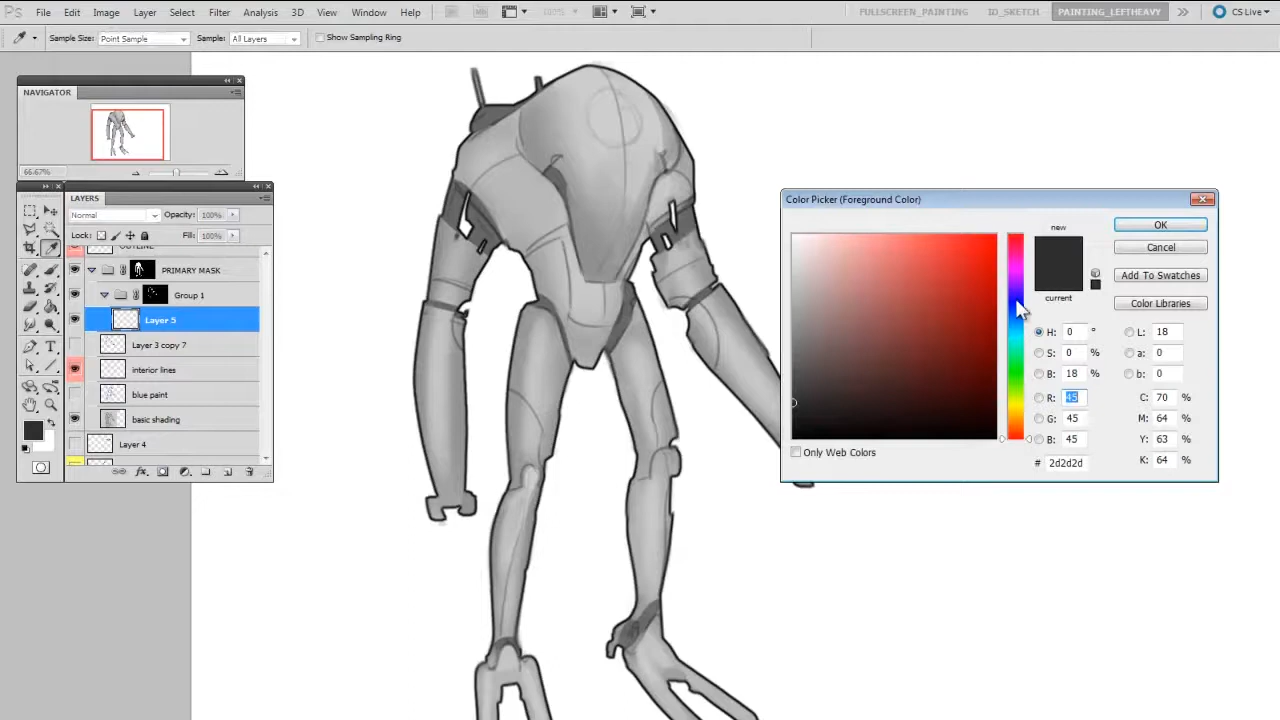 Ps File Edit Image Layer Select Filter Analysis 3D View Window Help 100% FULLSCREEN_PAINTING ID_SKETCH PAINTING_LEFTHEAVY CS Live
Sample Size: Point Sample Sample: All Layers Show Sampling Ring
NAVIGATOR
66.67%
LAYERS
Normal Opacity: 100%
Lock: Fill: 100%
OUTLINE
PRIMARY MASK
Group 1
Layer 5
Layer 3 copy 7
interior lines
blue paint
basic shading
Layer 4
Color Picker (Foreground Color)
new
current
OK
Cancel
Add To Swatches
Color Libraries
H: 0 ° L: 18
S: 0 % a: 0
B: 18 % b: 0
R: 45 C: 70 %
G: 45 M: 64 %
B: 45 Y: 63 %
# 2d2d2d K: 64 %
Only Web Colors